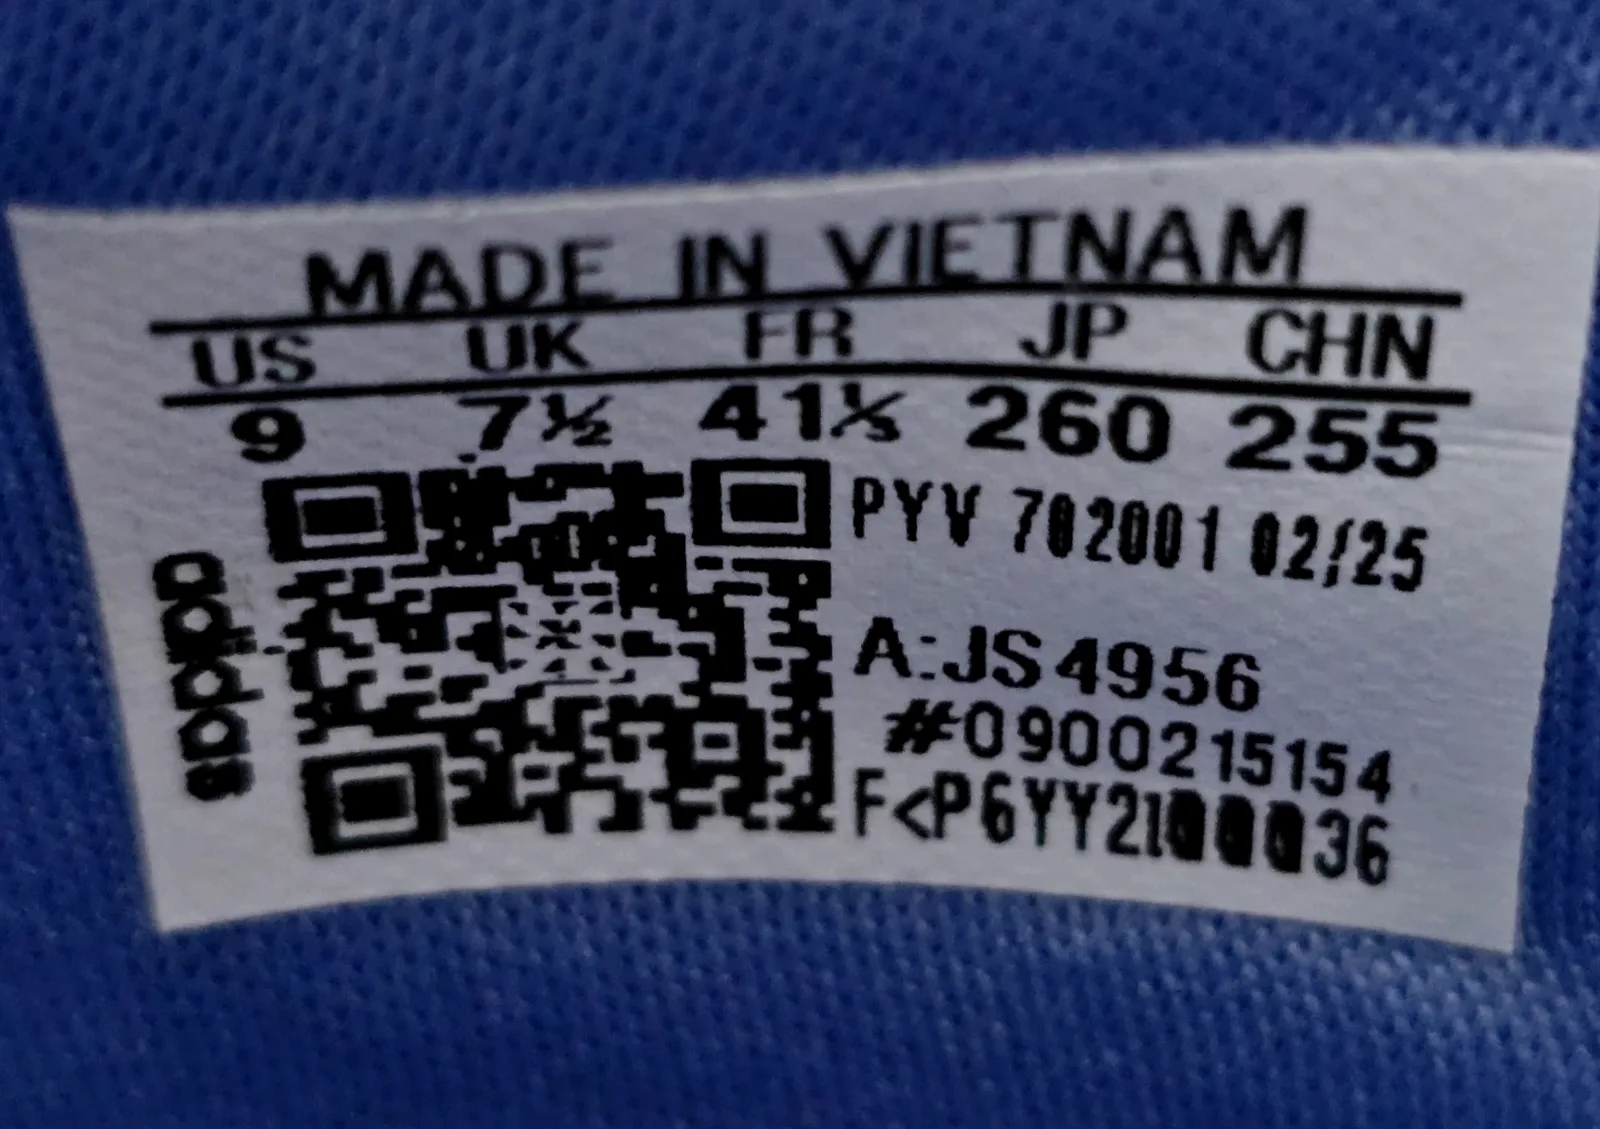 MADE IN VIETNAM
US UK FR JP CHN
9 7½ 41⅓ 260 255
PYV 702001 02/25
A:JS4956
#0900215154
F<P6YY21000036
adidas